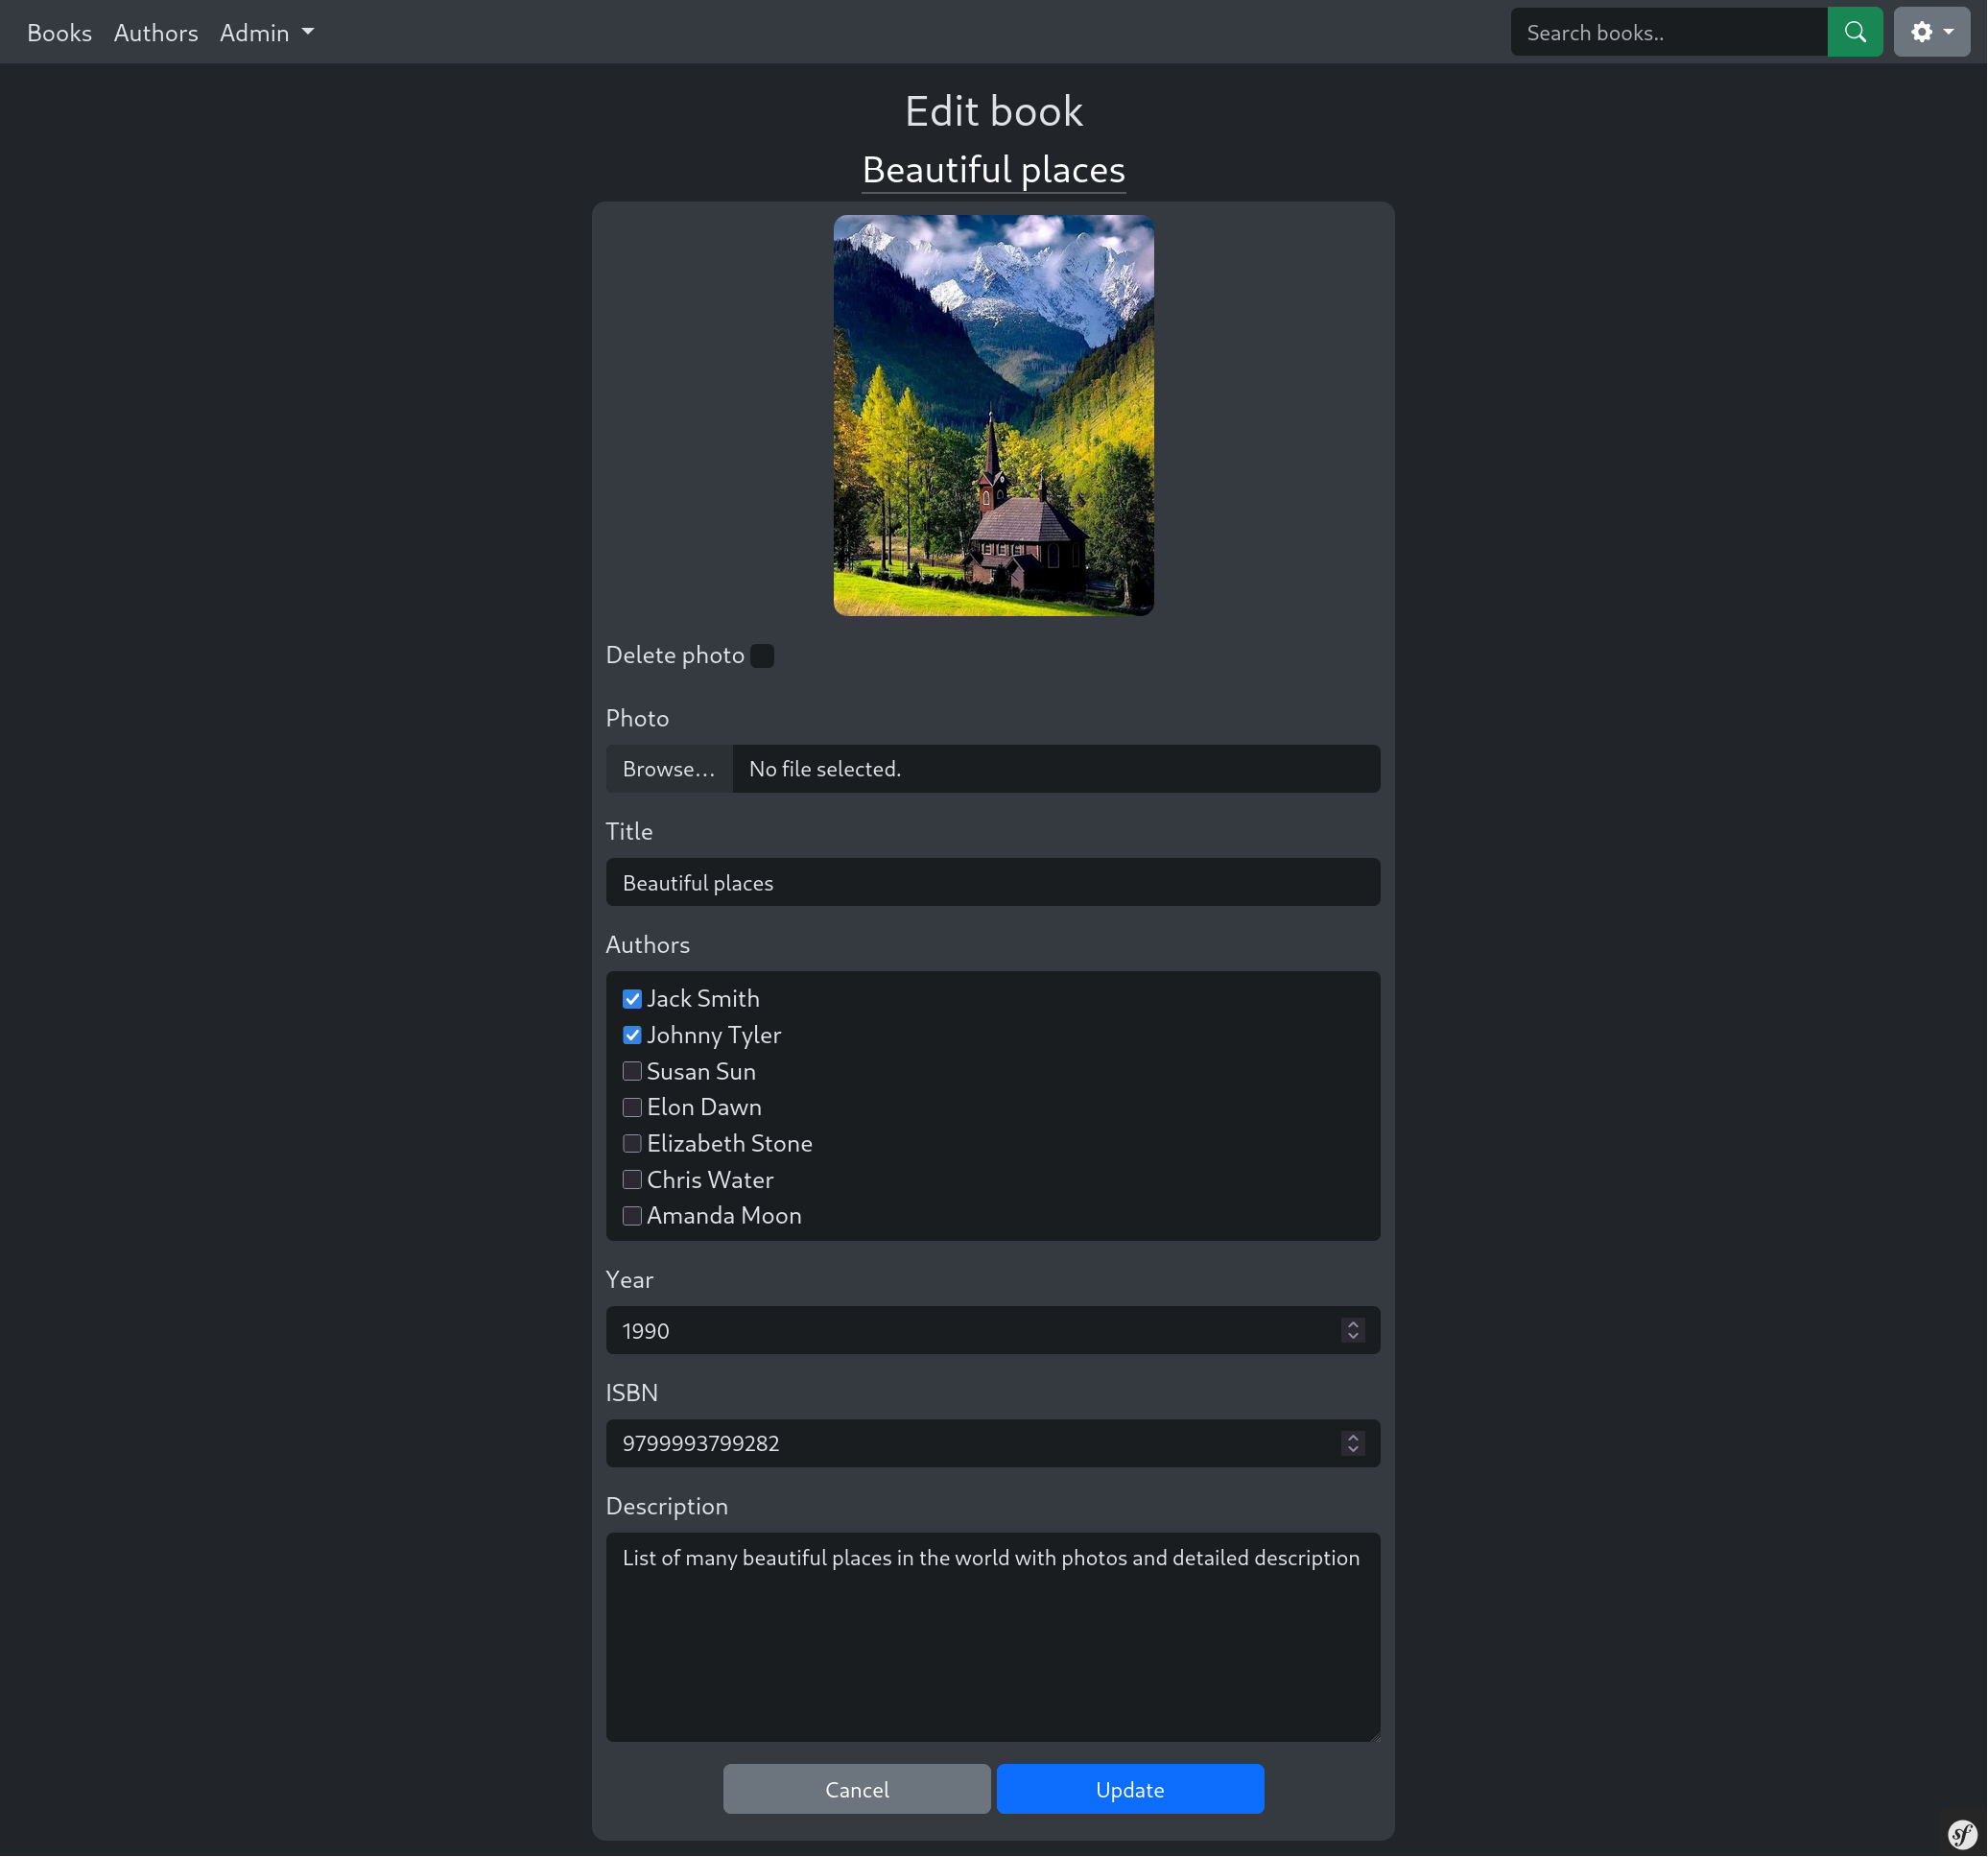 Books Authors Admin
Search books..
Edit book
Beautiful places
Delete photo
Photo
Browse... No file selected.
Title
Beautiful places
Authors
Jack Smith
Johnny Tyler
Susan Sun
Elon Dawn
Elizabeth Stone
Chris Water
Amanda Moon
Year
1990
ISBN
9799993799282
Description
List of many beautiful places in the world with photos and detailed description
Cancel Update
sf